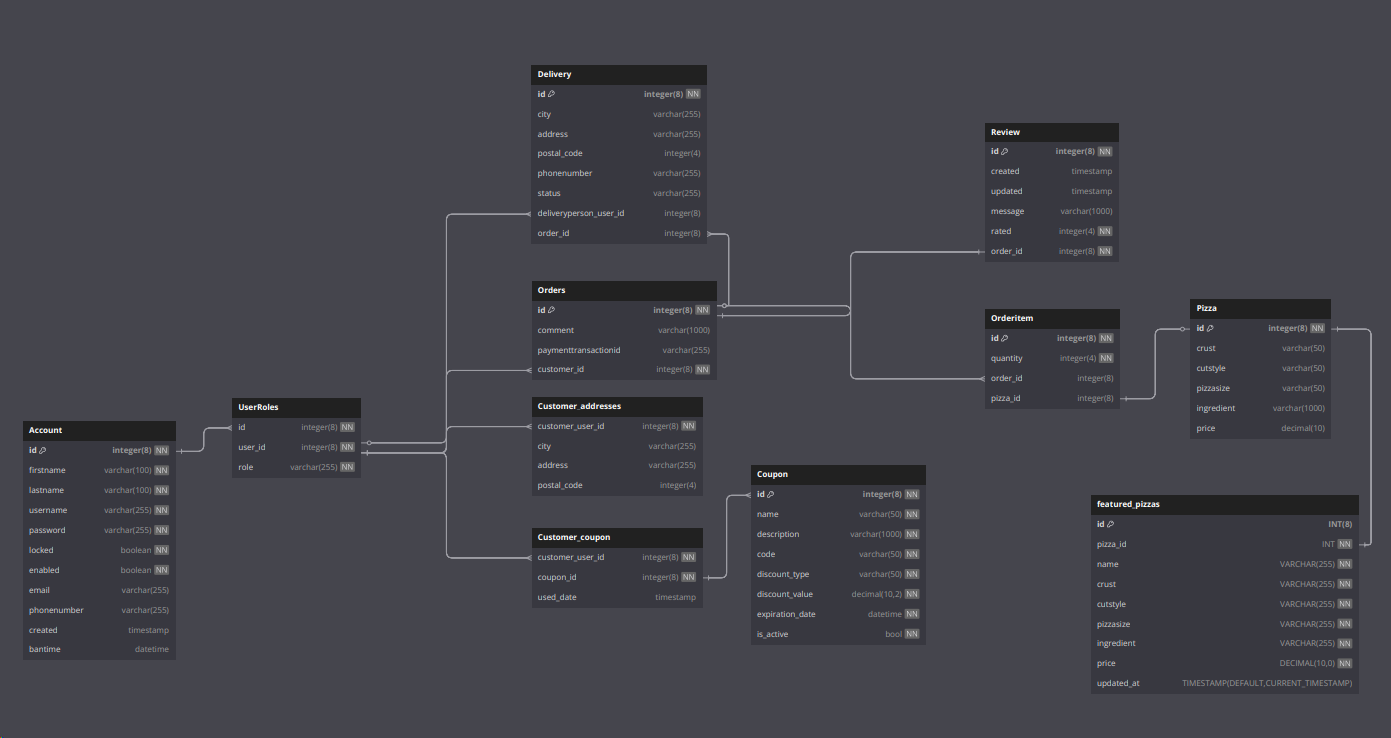 Delivery
id integer(8) NN
city varchar(255)
address varchar(255)
postal_code integer(4)
phonenumber varchar(255)
status varchar(255)
deliveryperson_user_id integer(8)
order_id integer(8)
Review
id integer(8) NN
created timestamp
updated timestamp
message varchar(1000)
rated integer(4) NN
order_id integer(8) NN
Orders
id integer(8) NN
comment varchar(1000)
paymenttransactionid varchar(255)
customer_id integer(8) NN
Orderitem
id integer(8) NN
quantity integer(4) NN
order_id integer(8)
pizza_id integer(8)
Pizza
id integer(8) NN
crust varchar(50)
cutstyle varchar(50)
pizzasize varchar(50)
ingredient varchar(1000)
price decimal(10)
UserRoles
id integer(8) NN
user_id integer(8) NN
role varchar(255) NN
Customer_addresses
customer_user_id integer(8) NN
city varchar(255)
address varchar(255)
postal_code integer(4)
Account
id integer(8) NN
firstname varchar(100) NN
lastname varchar(100) NN
username varchar(255) NN
password varchar(255) NN
locked boolean NN
enabled boolean NN
email varchar(255)
phonenumber varchar(255)
created timestamp
bantime datetime
Customer_coupon
customer_user_id integer(8) NN
coupon_id integer(8) NN
used_date timestamp
Coupon
id integer(8) NN
name varchar(50) NN
description varchar(1000) NN
code varchar(50) NN
discount_type varchar(50) NN
discount_value decimal(10,2) NN
expiration_date datetime NN
is_active bool NN
featured_pizzas
id INT(8)
pizza_id INT NN
name VARCHAR(255) NN
crust VARCHAR(255) NN
cutstyle VARCHAR(255) NN
pizzasize VARCHAR(255) NN
ingredient VARCHAR(255) NN
price DECIMAL(10,0) NN
updated_at TIMESTAMP(DEFAULT,CURRENT_TIMESTAMP)